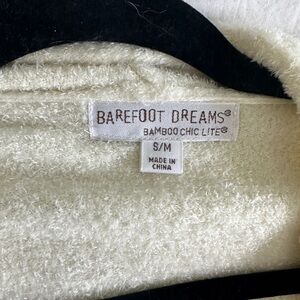 BAREFOOT DREAMS®
BAMBOO CHIC LITE®
S/M
MADE IN
CHINA